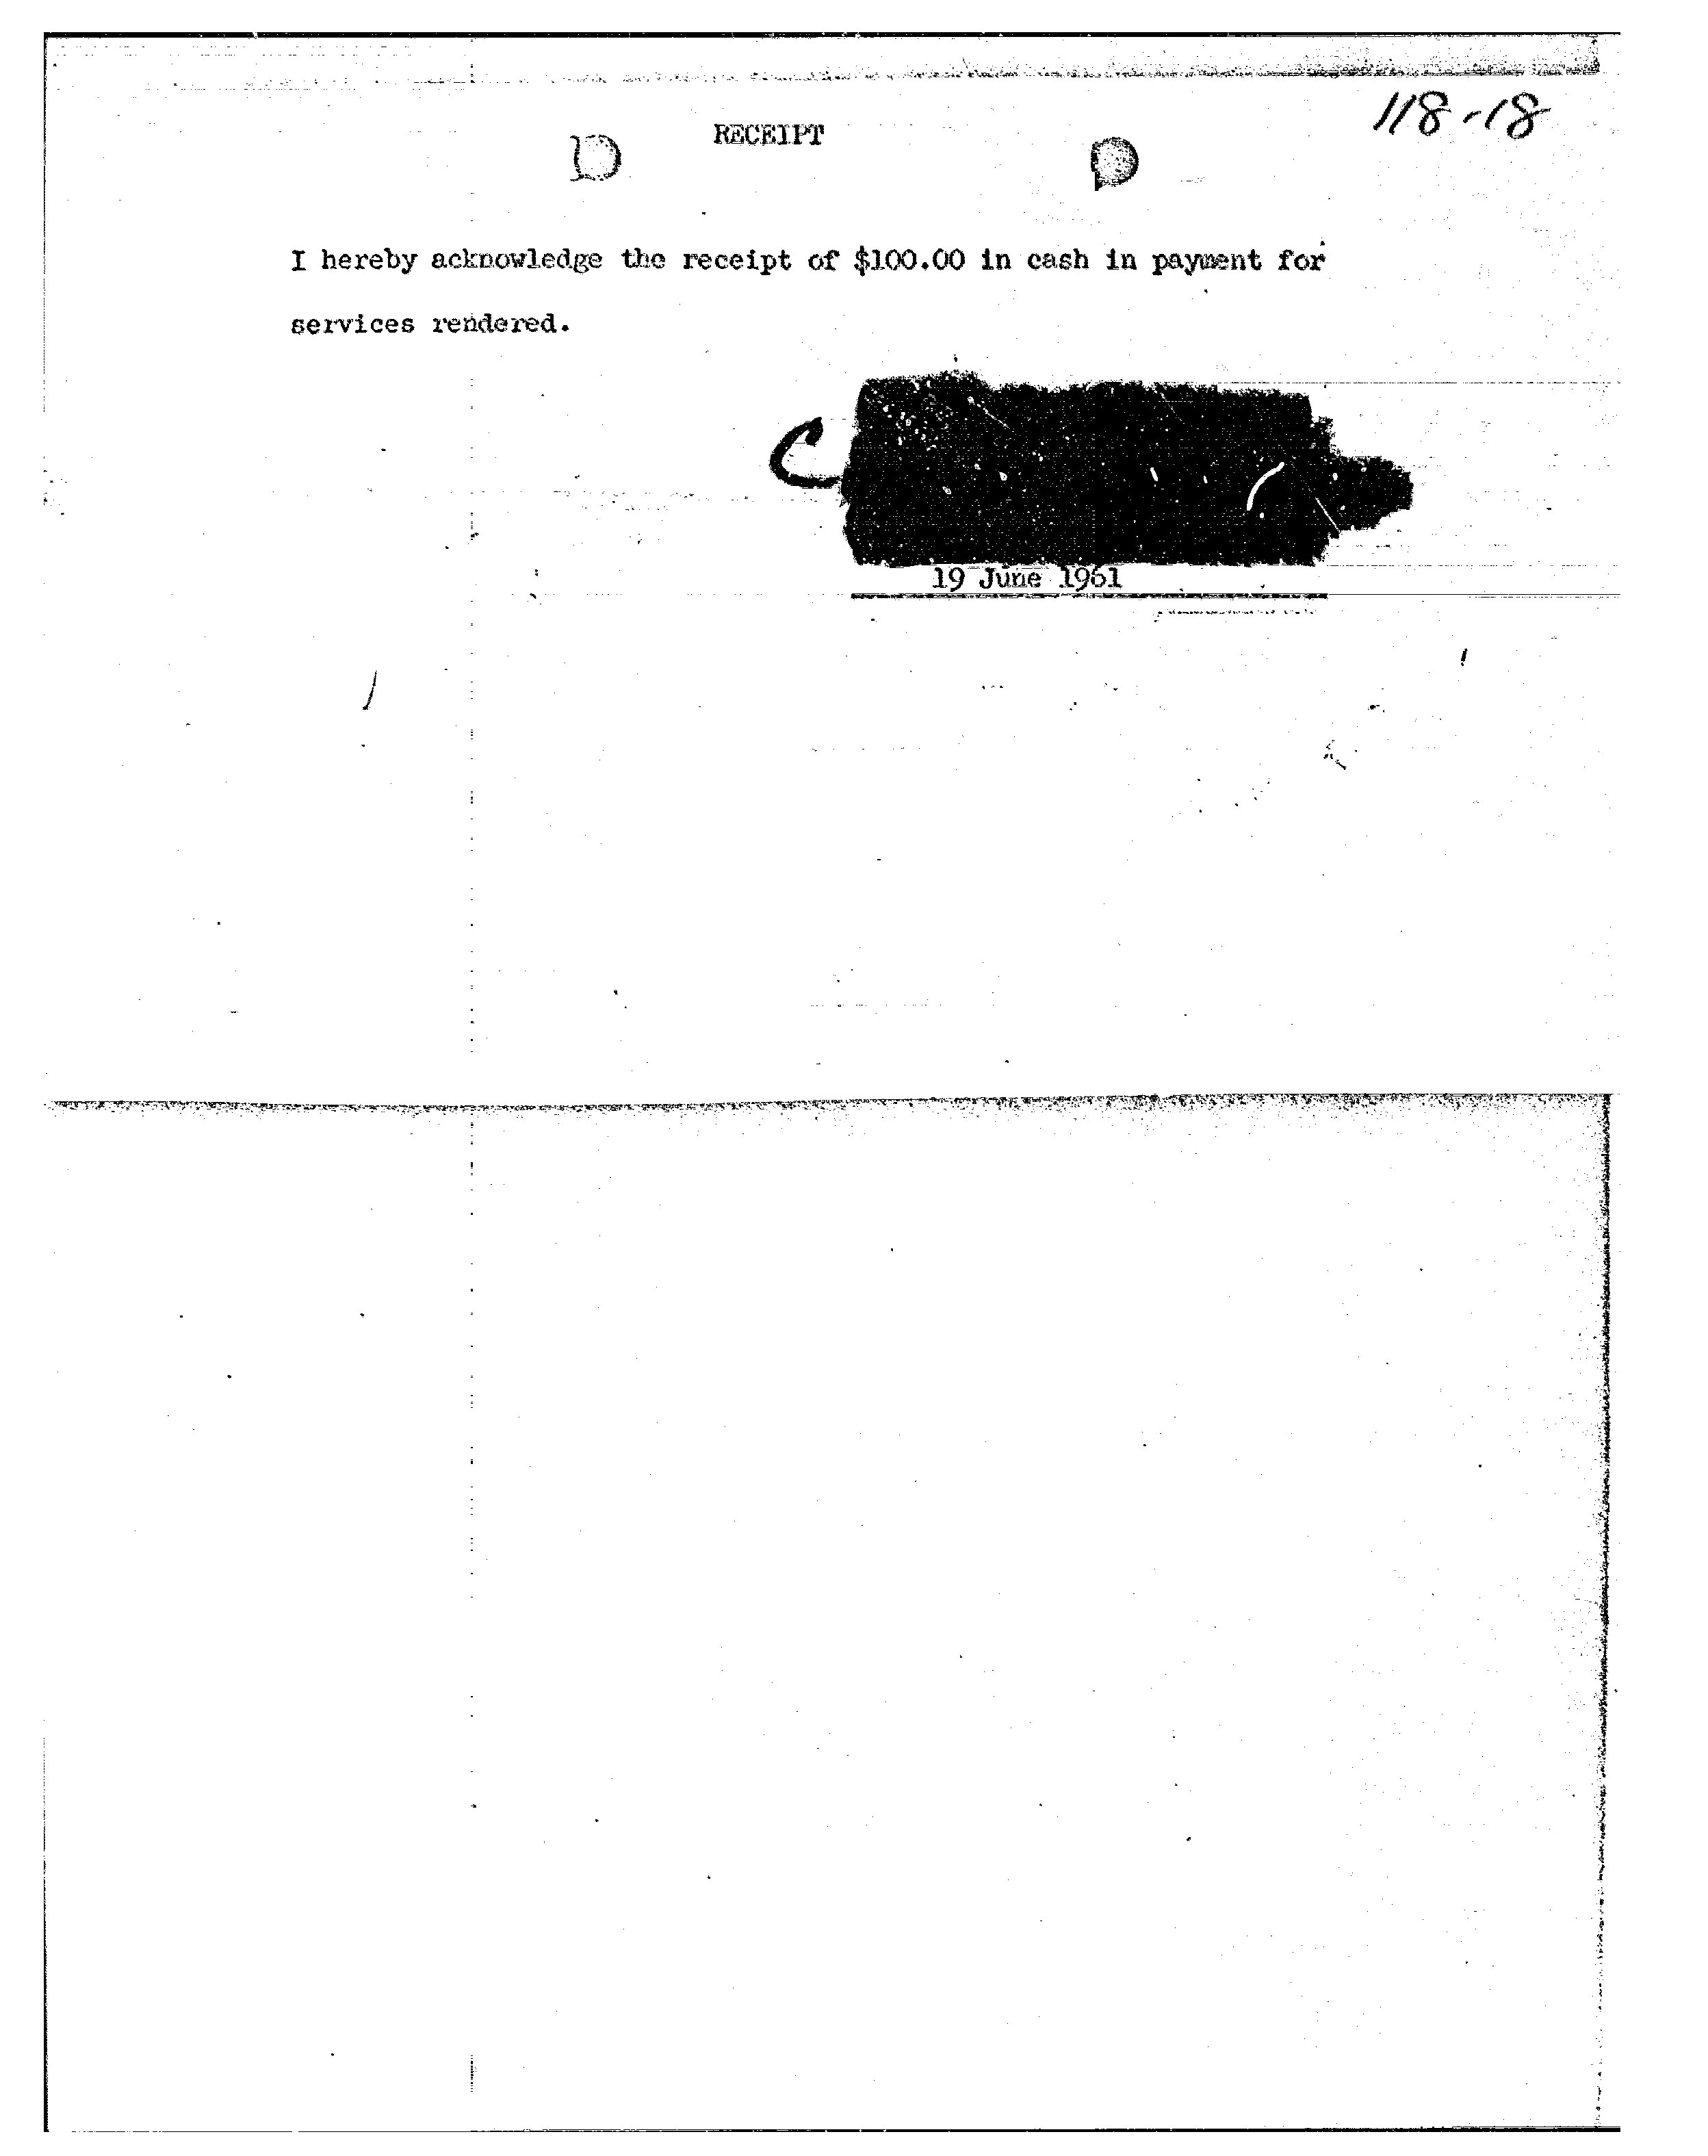 118-18
RECEIPT
I hereby acknowledge the receipt of $100.00 in cash in payment for
services rendered.
C
19 June 1961